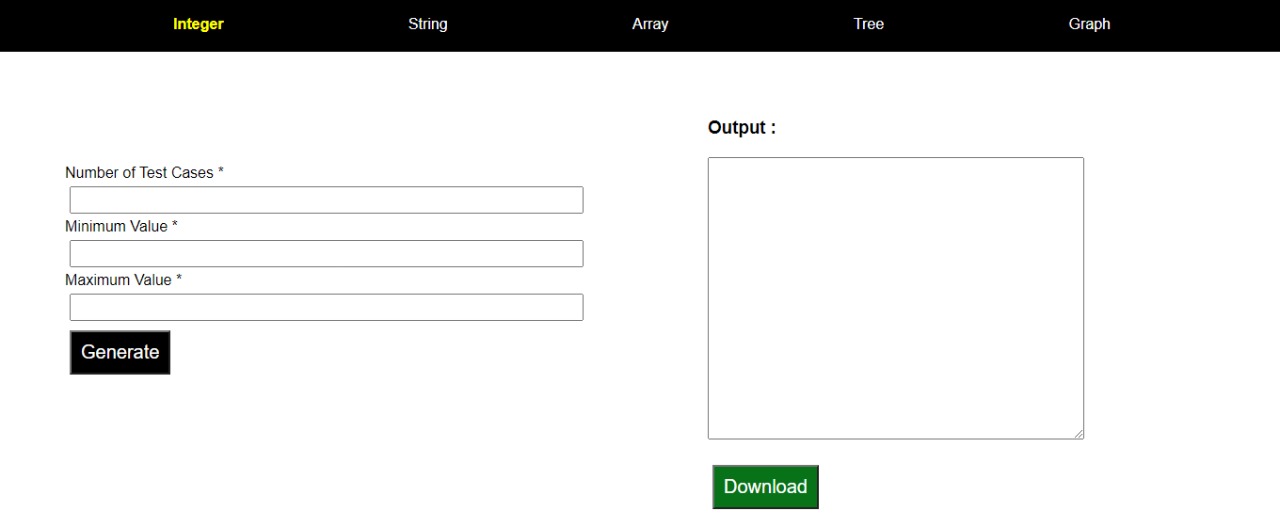 Integer String Array Tree Graph
Number of Test Cases *
Minimum Value *
Maximum Value *
Generate
Output :
Download